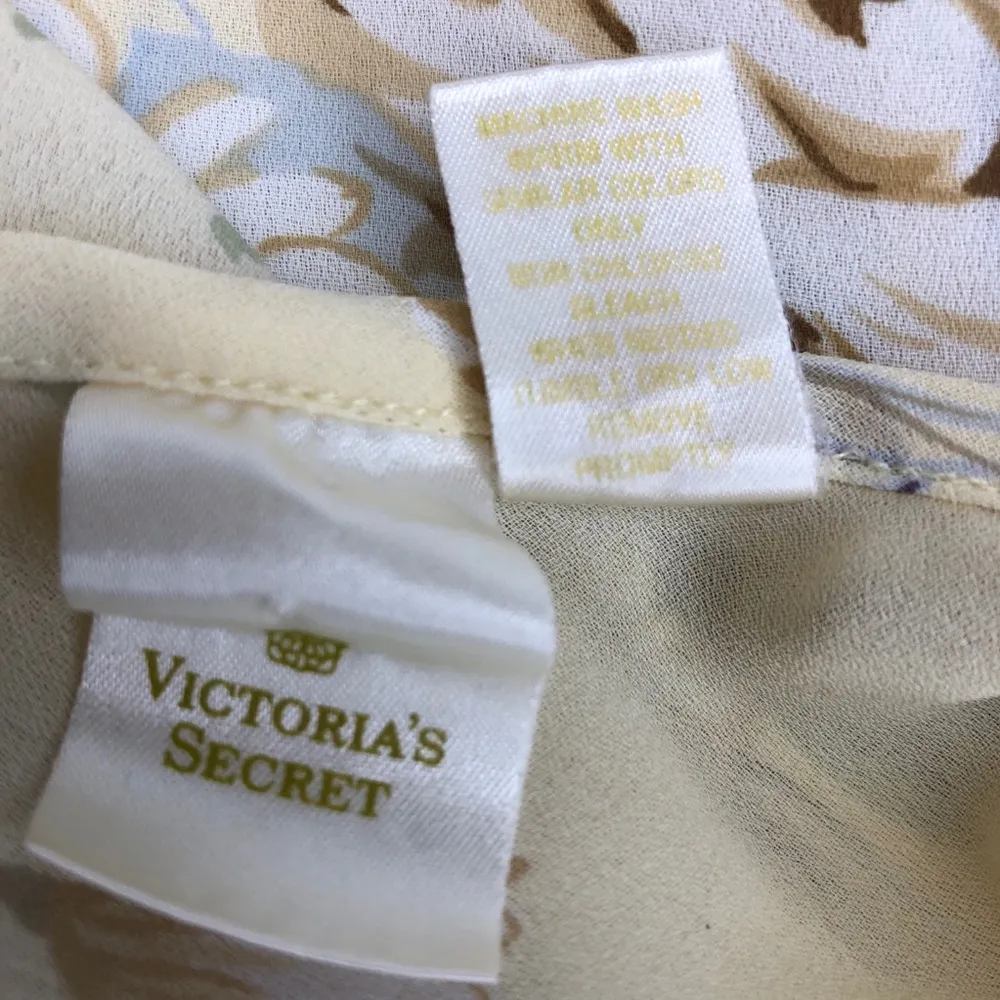 MACHINE WASH
WARM WITH
SIMILAR COLORS
ONLY
NON-CHLORINE
BLEACH
WHEN NEEDED
TUMBLE DRY LOW
REMOVE
PROMPTLY
VICTORIA'S
SECRET